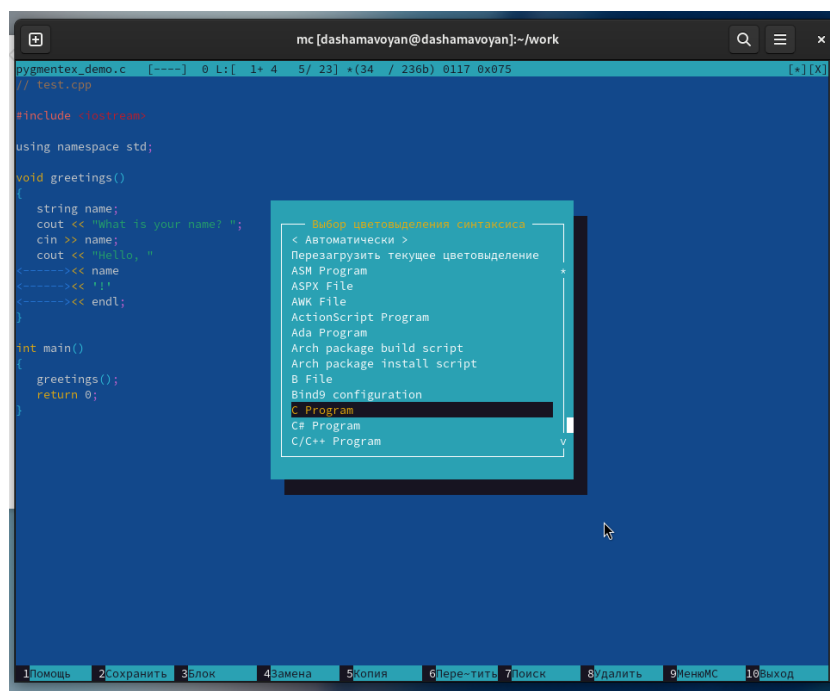 mc [dashamavoyan@dashamavoyan]:~/work
pygmentex_demo.c [----] 0 L:[ 1+ 4 5/ 23] *(34 / 236b) 0117 0x075 [*][X]
// test.cpp
#include <iostream>
using namespace std;
void greetings()
{
string name;
cout << "What is your name? ";
cin >> name;
cout << "Hello, "
<------><< name
<------><< '!'
<------><< endl;
}
int main()
{
greetings();
return 0;
}
Выбор цветовыделения синтаксиса
< Автоматически >
Перезагрузить текущее цветовыделение
ASM Program
ASPX File
AWK File
ActionScript Program
Ada Program
Arch package build script
Arch package install script
B File
Bind9 configuration
C Program
C# Program
C/C++ Program
1Помощь 2Сохранить 3Блок 4Замена 5Копия 6Пере~тить 7Поиск 8Удалить 9МенюMC 10Выход